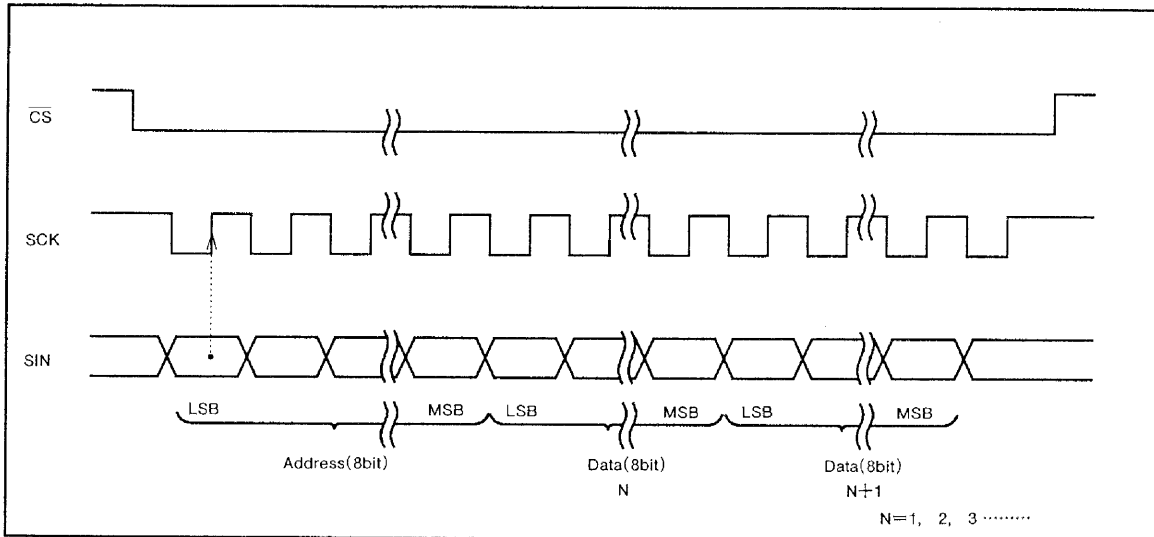 CS
SCK
SIN
LSB MSB LSB MSB LSB MSB
Address(8bit) Data(8bit) Data(8bit)
N N+1
N=1, 2, 3 ·········